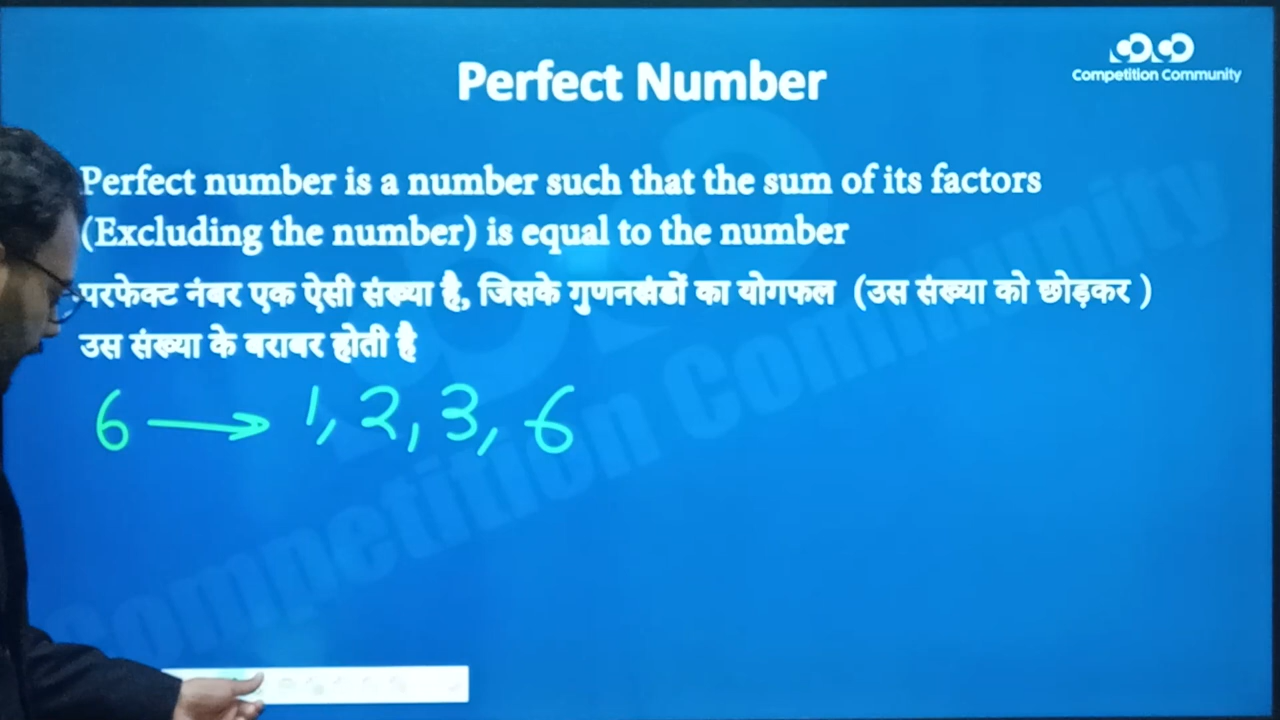 Competition Community
Perfect Number
Perfect number is a number such that the sum of its factors
(Excluding the number) is equal to the number
परफेक्ट नंबर एक ऐसी संख्या है, जिसके गुणनखंडों का योगफल (उस संख्या को छोड़कर )
उस संख्या के बराबर होती है
6 → 1, 2, 3, 6
Competition Community